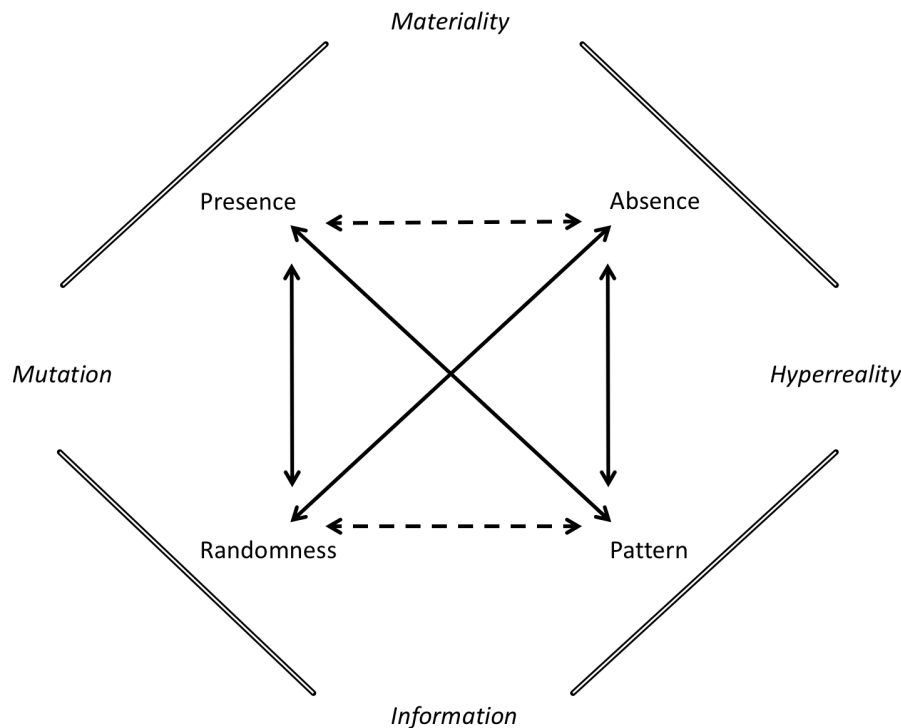 Materiality
Presence
Absence
Mutation
Hyperreality
Randomness
Pattern
Information